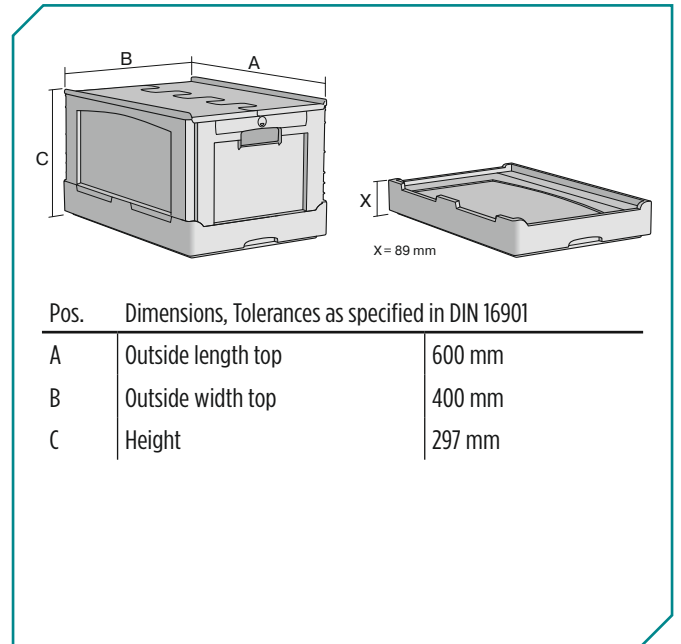 B
A
C
X
X = 89 mm
Pos. Dimensions, Tolerances as specified in DIN 16901
A Outside length top 600 mm
B Outside width top 400 mm
C Height 297 mm